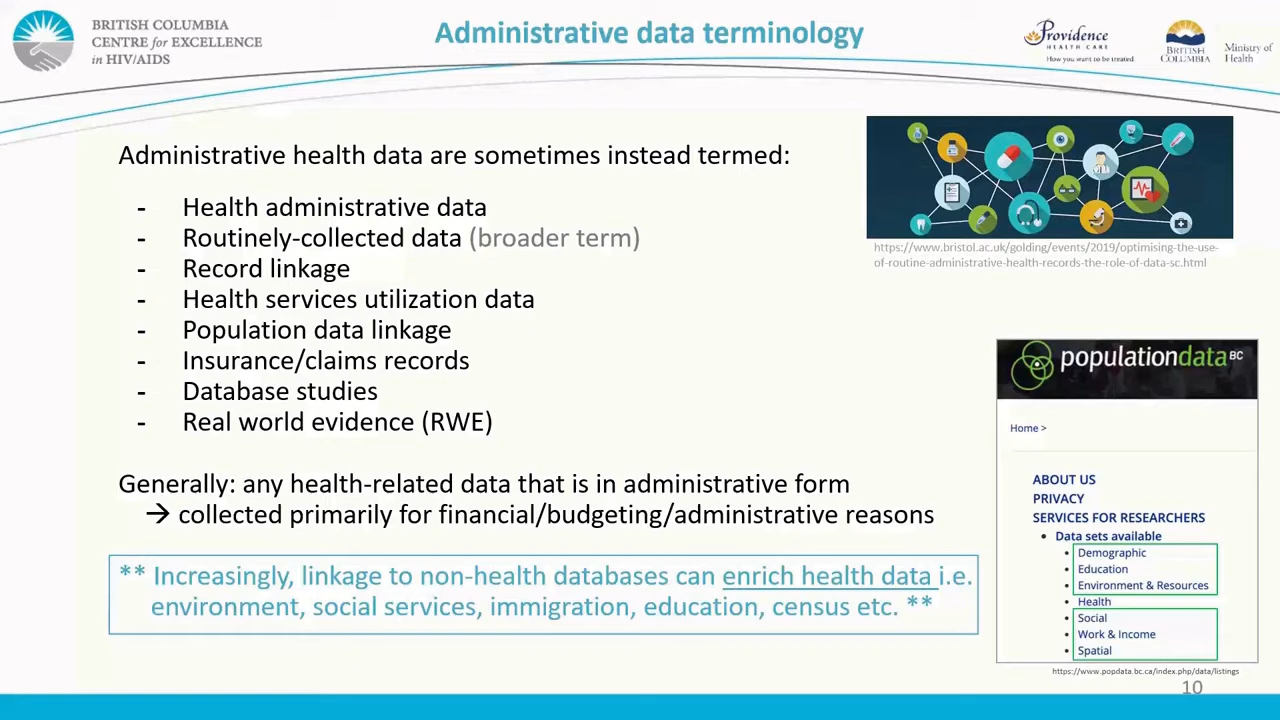 BRITISH COLUMBIA
CENTRE for EXCELLENCE
in HIV/AIDS
Administrative data terminology
Providence
HEALTH CARE
How you want to be treated.
BRITISH
COLUMBIA
Ministry of
Health
Administrative health data are sometimes instead termed:
- Health administrative data
- Routinely-collected data (broader term)
- Record linkage
- Health services utilization data
- Population data linkage
- Insurance/claims records
- Database studies
- Real world evidence (RWE)
Generally: any health-related data that is in administrative form
→ collected primarily for financial/budgeting/administrative reasons
** Increasingly, linkage to non-health databases can enrich health data i.e.
environment, social services, immigration, education, census etc. **
https://www.bristol.ac.uk/golding/events/2019/optimising-the-use-
of-routine-administrative-health-records-the-role-of-data-sc.html
populationdata BC
Home >
ABOUT US
PRIVACY
SERVICES FOR RESEARCHERS
• Data sets available
• Demographic
• Education
• Environment & Resources
• Health
• Social
• Work & Income
• Spatial
https://www.popdata.bc.ca/index.php/data/listings
10